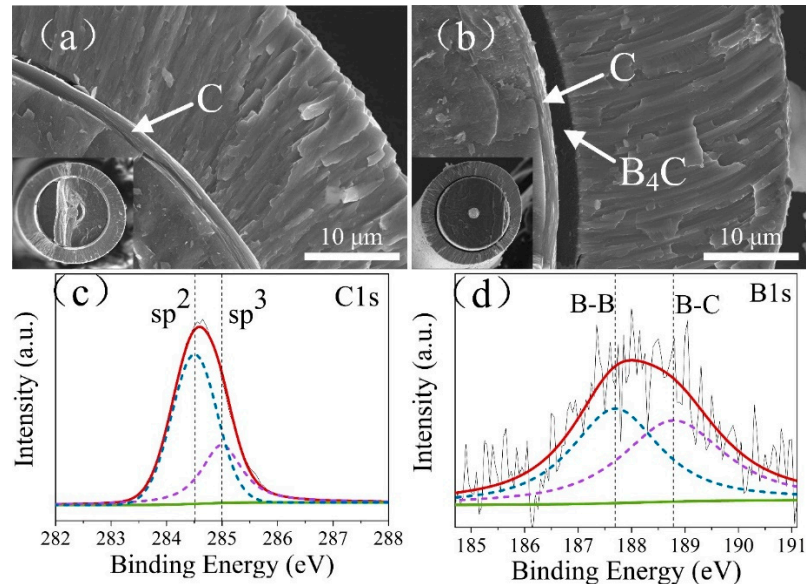 (a)
C
10 μm
(b)
C
B₄C
10 μm
(c)
sp²
sp³
C1s
Intensity (a.u.)
282 283 284 285 286 287 288
Binding Energy (eV)
(d)
B-B
B-C
B1s
Intensity (a.u.)
185 186 187 188 189 190 191
Binding Energy (eV)